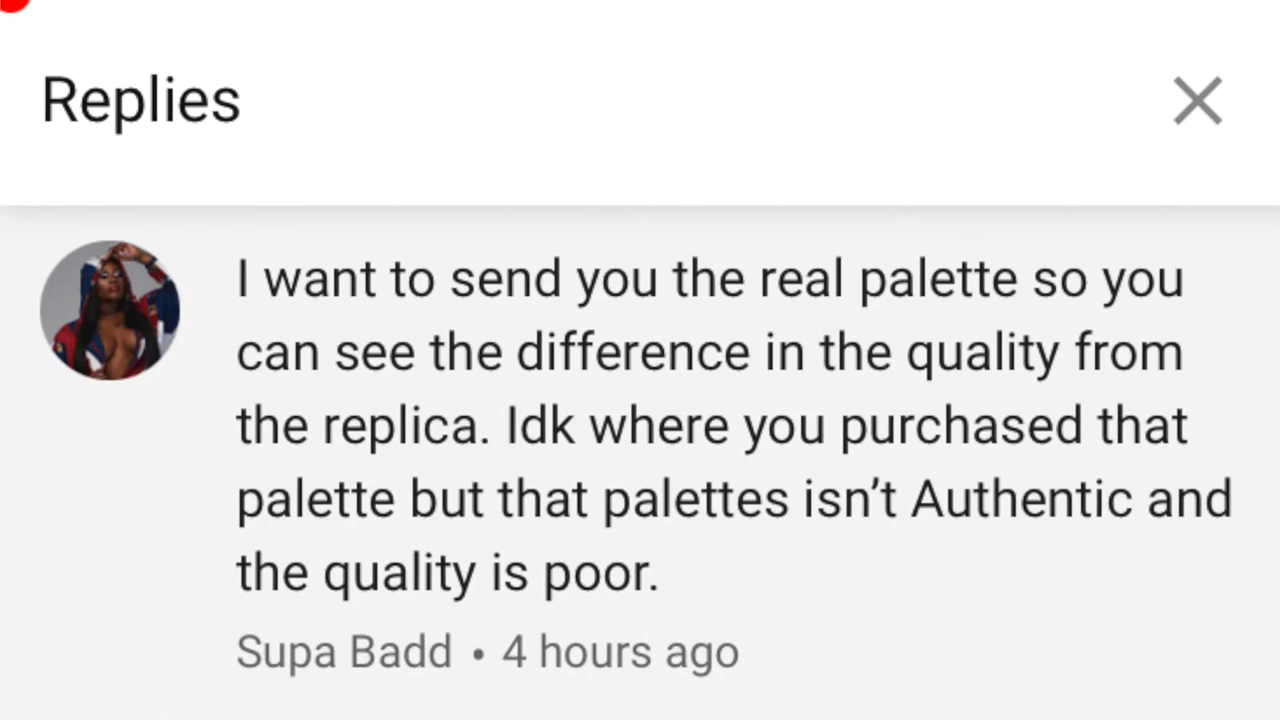 Replies
I want to send you the real palette so you
can see the difference in the quality from
the replica. Idk where you purchased that
palette but that palettes isn’t Authentic and
the quality is poor.
Supa Badd • 4 hours ago